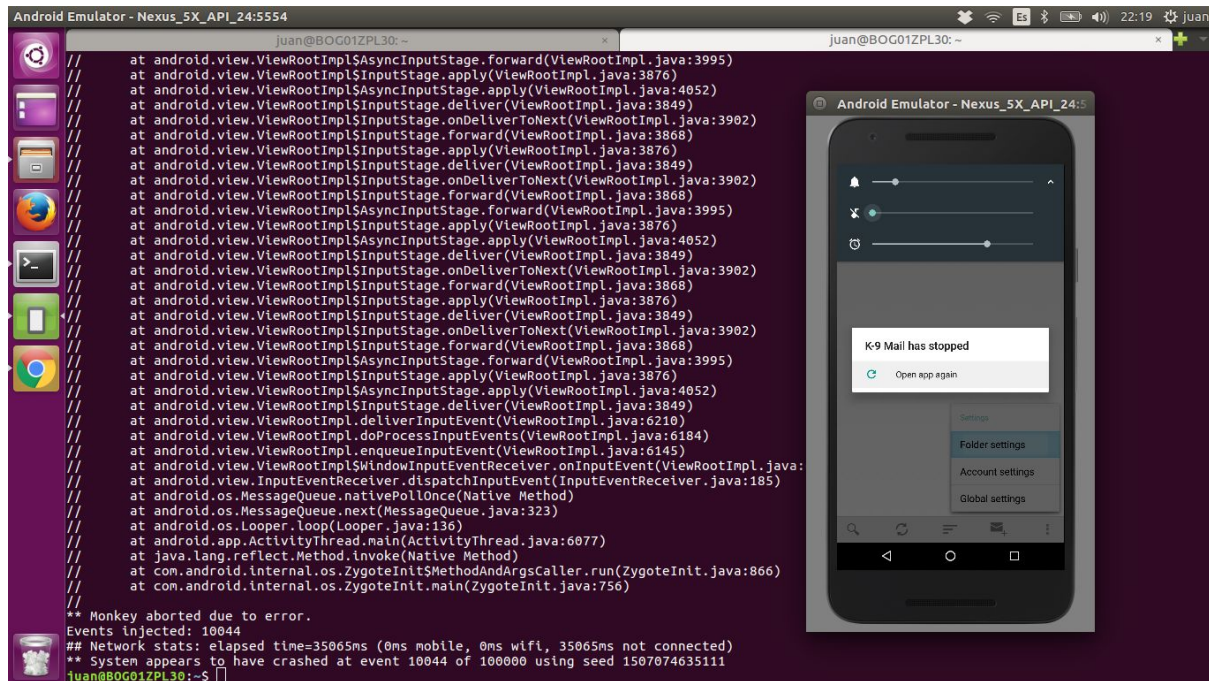 Android Emulator - Nexus_5X_API_24:5554
Es
22:19
juan
juan@BOG01ZPL30: ~
×
juan@BOG01ZPL30: ~
×
// at android.view.ViewRootImpl$AsyncInputStage.forward(ViewRootImpl.java:3995)
// at android.view.ViewRootImpl$InputStage.apply(ViewRootImpl.java:3876)
// at android.view.ViewRootImpl$AsyncInputStage.apply(ViewRootImpl.java:4052)
// at android.view.ViewRootImpl$InputStage.deliver(ViewRootImpl.java:3849)
// at android.view.ViewRootImpl$InputStage.onDeliverToNext(ViewRootImpl.java:3902)
// at android.view.ViewRootImpl$InputStage.forward(ViewRootImpl.java:3868)
// at android.view.ViewRootImpl$InputStage.apply(ViewRootImpl.java:3876)
// at android.view.ViewRootImpl$InputStage.deliver(ViewRootImpl.java:3849)
// at android.view.ViewRootImpl$InputStage.onDeliverToNext(ViewRootImpl.java:3902)
// at android.view.ViewRootImpl$InputStage.forward(ViewRootImpl.java:3868)
// at android.view.ViewRootImpl$AsyncInputStage.forward(ViewRootImpl.java:3995)
// at android.view.ViewRootImpl$InputStage.apply(ViewRootImpl.java:3876)
// at android.view.ViewRootImpl$AsyncInputStage.apply(ViewRootImpl.java:4052)
// at android.view.ViewRootImpl$InputStage.deliver(ViewRootImpl.java:3849)
// at android.view.ViewRootImpl$InputStage.onDeliverToNext(ViewRootImpl.java:3902)
// at android.view.ViewRootImpl$InputStage.forward(ViewRootImpl.java:3868)
// at android.view.ViewRootImpl$InputStage.apply(ViewRootImpl.java:3876)
// at android.view.ViewRootImpl$InputStage.deliver(ViewRootImpl.java:3849)
// at android.view.ViewRootImpl$InputStage.onDeliverToNext(ViewRootImpl.java:3902)
// at android.view.ViewRootImpl$InputStage.forward(ViewRootImpl.java:3868)
// at android.view.ViewRootImpl$AsyncInputStage.forward(ViewRootImpl.java:3995)
// at android.view.ViewRootImpl$InputStage.apply(ViewRootImpl.java:3876)
// at android.view.ViewRootImpl$AsyncInputStage.apply(ViewRootImpl.java:4052)
// at android.view.ViewRootImpl$InputStage.deliver(ViewRootImpl.java:3849)
// at android.view.ViewRootImpl.deliverInputEvent(ViewRootImpl.java:6210)
// at android.view.ViewRootImpl.doProcessInputEvents(ViewRootImpl.java:6184)
// at android.view.ViewRootImpl.enqueueInputEvent(ViewRootImpl.java:6145)
// at android.view.ViewRootImpl$WindowInputEventReceiver.onInputEvent(ViewRootImpl.java:
// at android.view.InputEventReceiver.dispatchInputEvent(InputEventReceiver.java:185)
// at android.os.MessageQueue.nativePollOnce(Native Method)
// at android.os.MessageQueue.next(MessageQueue.java:323)
// at android.os.Looper.loop(Looper.java:136)
// at android.app.ActivityThread.main(ActivityThread.java:6077)
// at java.lang.reflect.Method.invoke(Native Method)
// at com.android.internal.os.ZygoteInit$MethodAndArgsCaller.run(ZygoteInit.java:866)
// at com.android.internal.os.ZygoteInit.main(ZygoteInit.java:756)
//
** Monkey aborted due to error.
Events injected: 10044
## Network stats: elapsed time=35065ms (0ms mobile, 0ms wifi, 35065ms not connected)
** System appears to have crashed at event 10044 of 100000 using seed 1507074635111
juan@BOG01ZPL30:~$
Android Emulator - Nexus_5X_API_24:5
K-9 Mail has stopped
Open app again
Settings
Folder settings
Account settings
Global settings